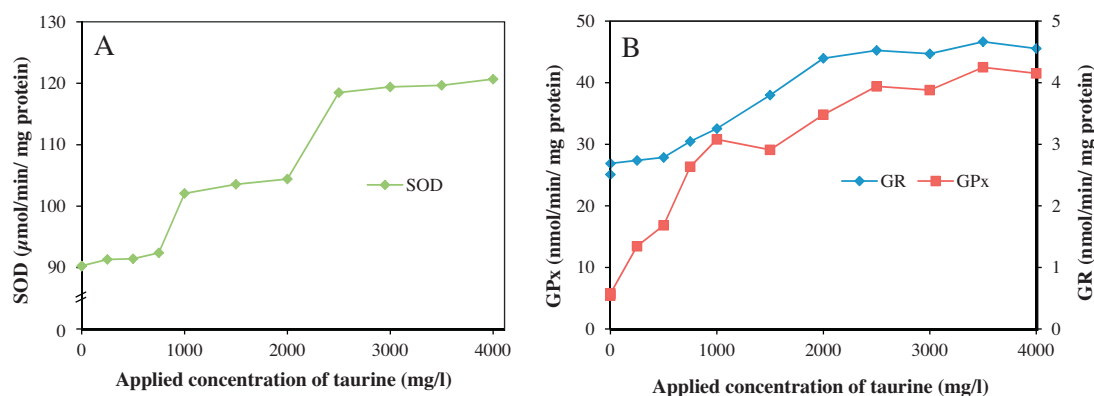 A
SOD (µmol/min/ mg protein)
130
120
110
100
90
0
SOD
0 1000 2000 3000 4000
Applied concentration of taurine (mg/l)
B
GPx (nmol/min/ mg protein)
50
40
30
20
10
0
GR GPx
5
4
3
2
1
0
GR (nmol/min/ mg protein)
0 1000 2000 3000 4000
Applied concentration of taurine (mg/l)